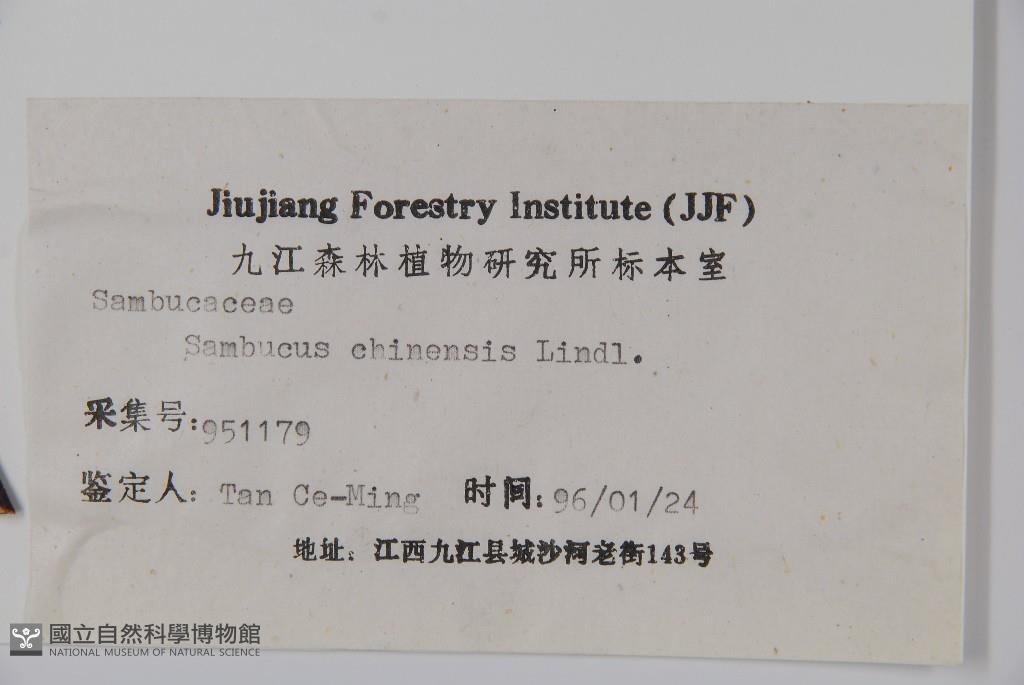 Jiujiang Forestry Institute (JJF)
九江森林植物研究所标本室
Sambucaceae
Sambucus chinensis Lindl.
采集号:951179
鉴定人: Tan Ce-Ming 时间: 96/01/24
地址: 江西九江县城沙河老街143号
國立自然科學博物館
NATIONAL MUSEUM OF NATURAL SCIENCE